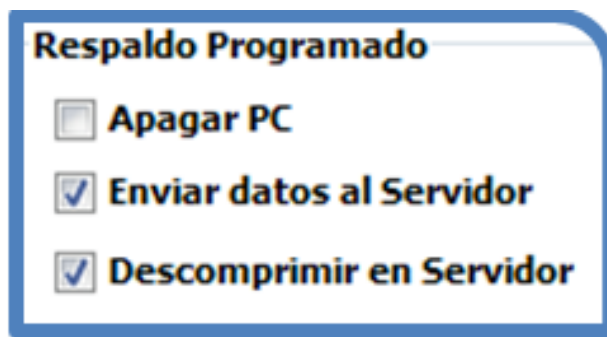 Respaldo Programado
Apagar PC
Enviar datos al Servidor
Descomprimir en Servidor